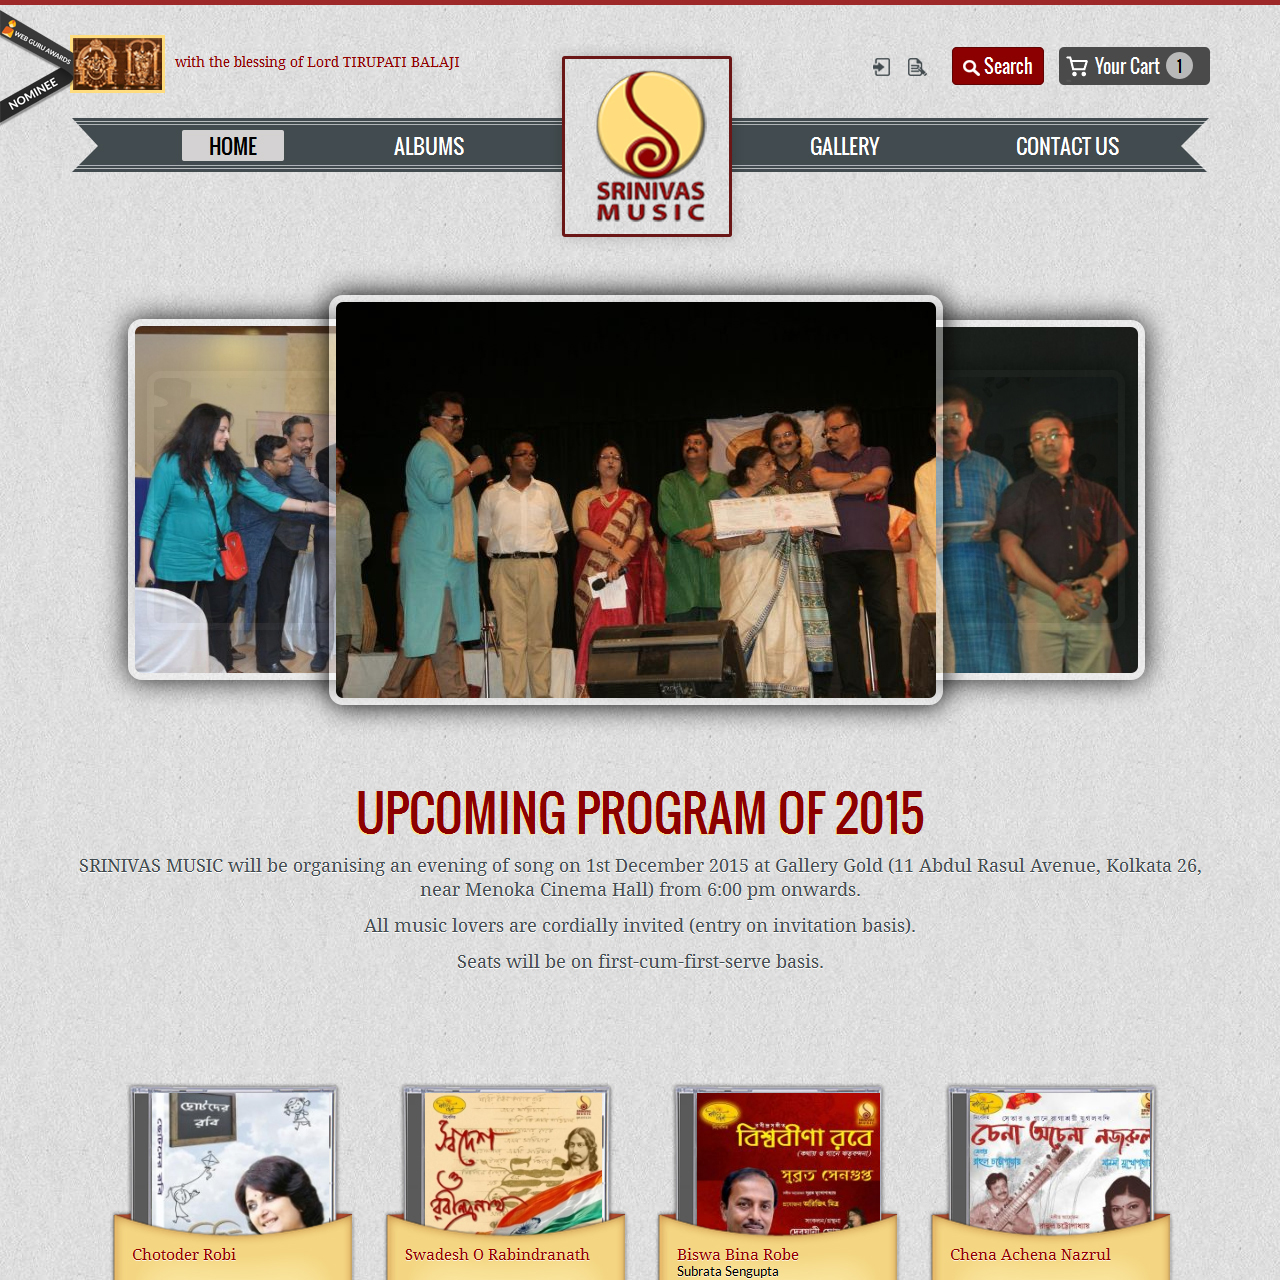 WEB GURU AWARDS
NOMINEE
with the blessing of Lord TIRUPATI BALAJI
Search
Your Cart 1
HOME
ALBUMS
SRINIVAS
MUSIC
GALLERY
CONTACT US
UPCOMING PROGRAM OF 2015
SRINIVAS MUSIC will be organising an evening of song on 1st December 2015 at Gallery Gold (11 Abdul Rasul Avenue, Kolkata 26,
near Menoka Cinema Hall) from 6:00 pm onwards.
All music lovers are cordially invited (entry on invitation basis).
Seats will be on first-cum-first-serve basis.
ছোটদের
রবি
স্বদেশ
ও
রবীন্দ্রনাথ
বিশ্ববীণা রবে
(কথায় ও গানে ঋতুবন্দনা)
সুব্রত সেনগুপ্ত
চেনা অচেনা নজরুল
Chotoder Robi
Swadesh O Rabindranath
Biswa Bina Robe
Subrata Sengupta
Chena Achena Nazrul